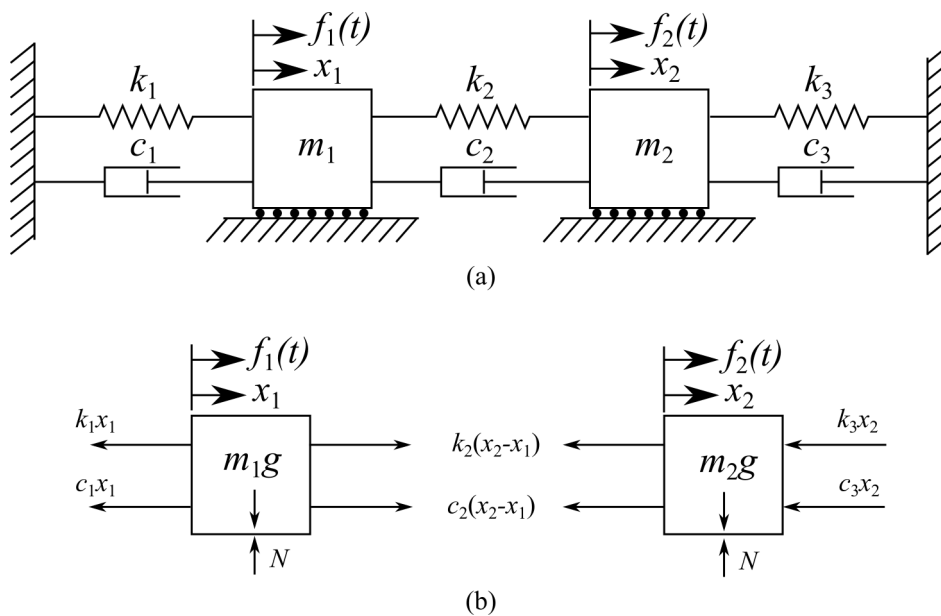 f₁(t) f₂(t)
x₁ x₂
k₁ k₂ k₃
c₁ m₁ c₂ m₂ c₃
(a)
f₁(t) f₂(t)
x₁ x₂
k₁x₁ k₂(x₂-x₁) k₃x₂
m₁g m₂g
c₁x₁ c₂(x₂-x₁) c₃x₂
N N
(b)